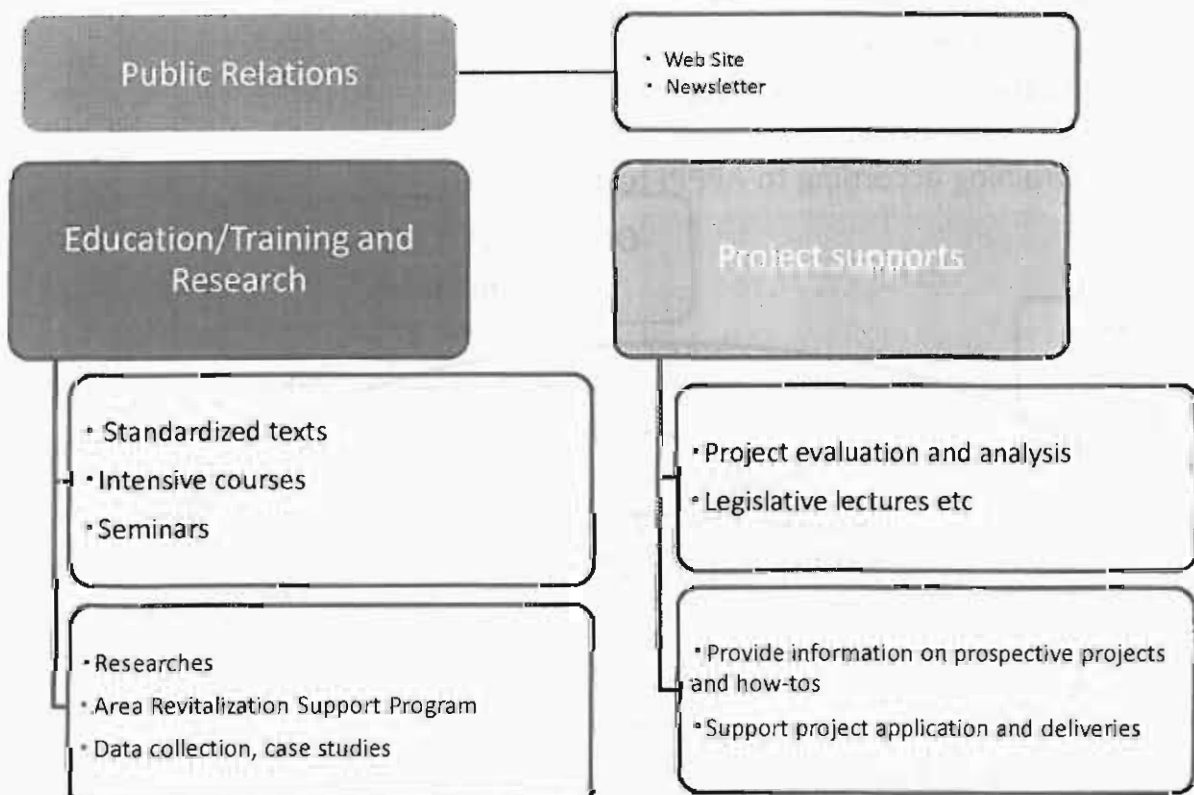 Public Relations
· Web Site
· Newsletter
Education/Training and
Research
· Standardized texts
· Intensive courses
· Seminars
· Researches
· Area Revitalization Support Program
· Data collection, case studies
Project supports
· Project evaluation and analysis
· Legislative lectures etc
· Provide information on prospective projects
and how-tos
· Support project application and deliveries